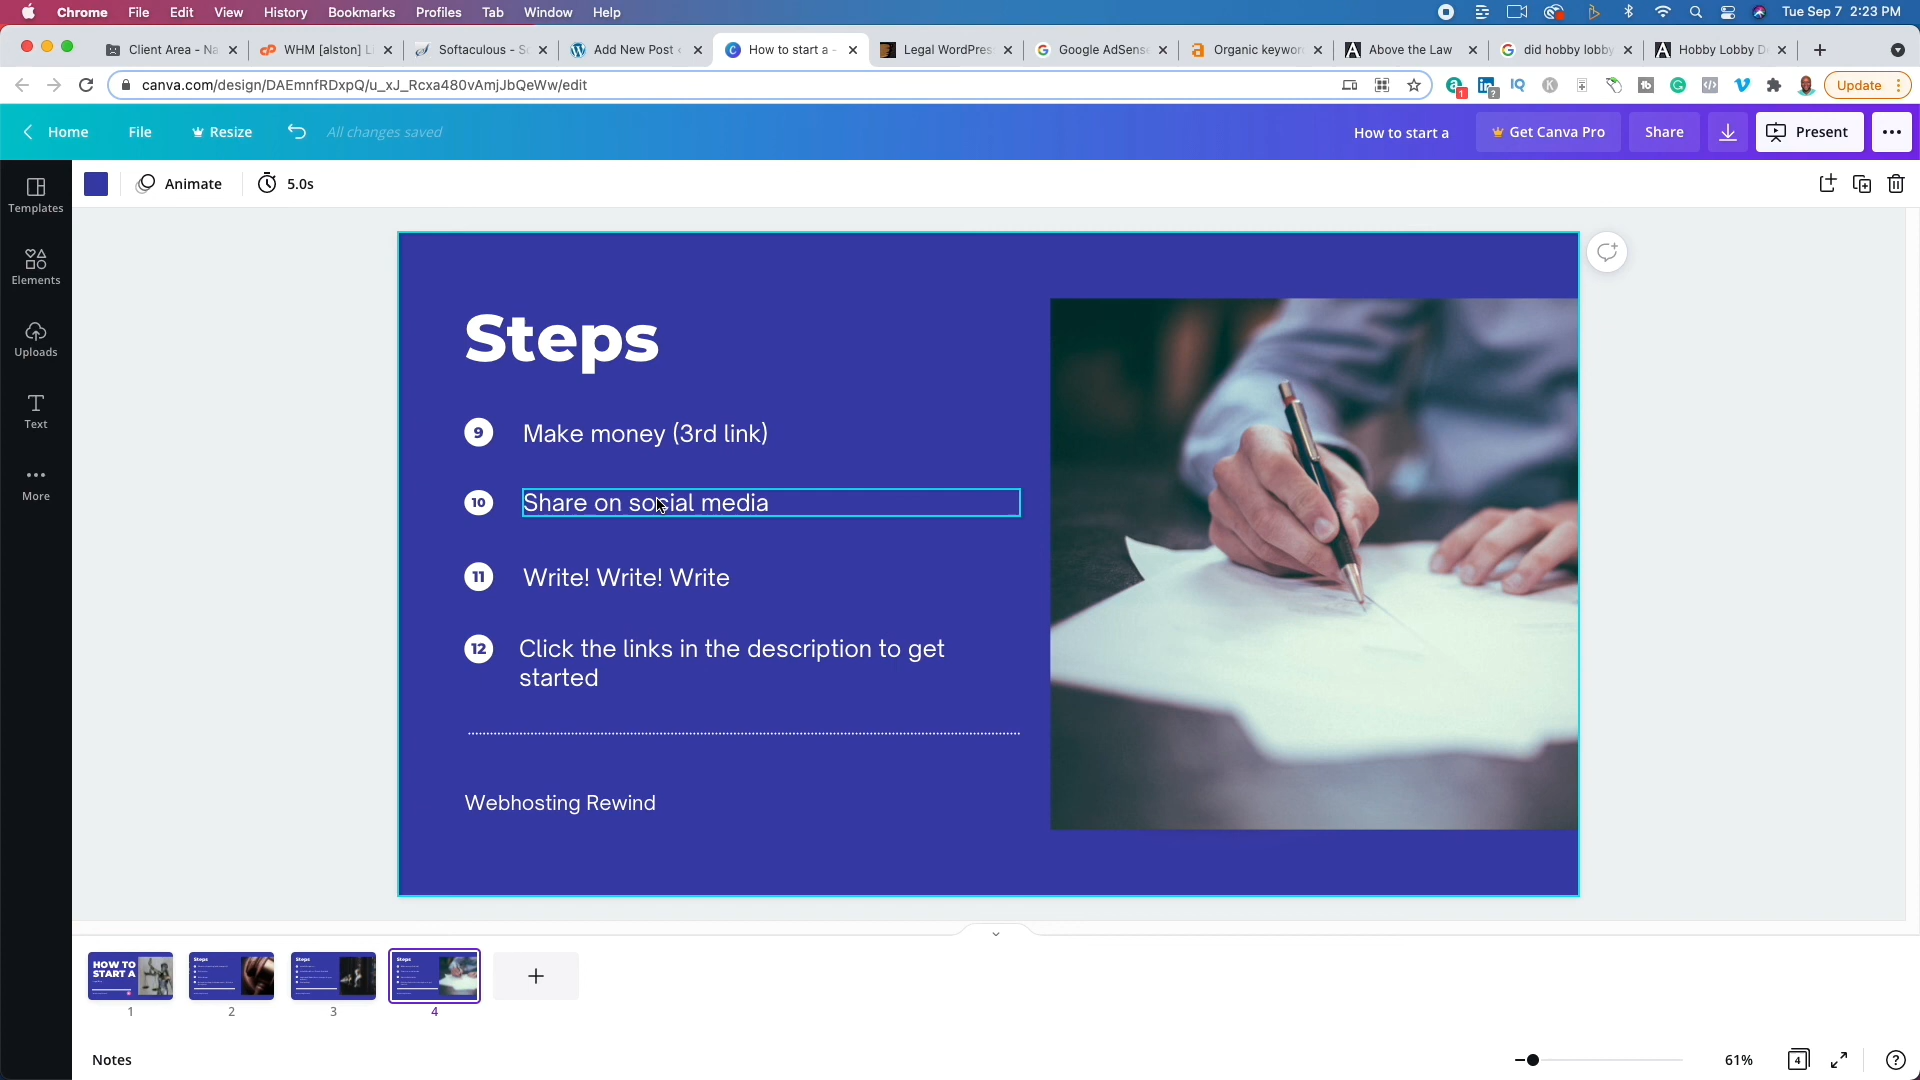 Chrome File Edit View History Bookmarks Profiles Tab Window Help Tue Sep 7 2:23 PM
Client Area - Na WHM [alston] L Softaculous - S Add New Post How to start a - Legal WordPres Google AdSens Organic keywor Above the Law did hobby lobby Hobby Lobby D
canva.com/design/DAEmnfRDxpQ/u_xJ_Rcxa480vAmjJbQeWw/edit Update
Home File Resize All changes saved How to start a Get Canva Pro Share Present
Animate 5.0s
Templates
Elements
Uploads
Text
More
Steps
9 Make money (3rd link)
10 Share on social media
11 Write! Write! Write
12 Click the links in the description to get
started
Webhosting Rewind
HOW TO
START A
Steps
Steps
Steps
1 2 3 4
Notes 61% 4